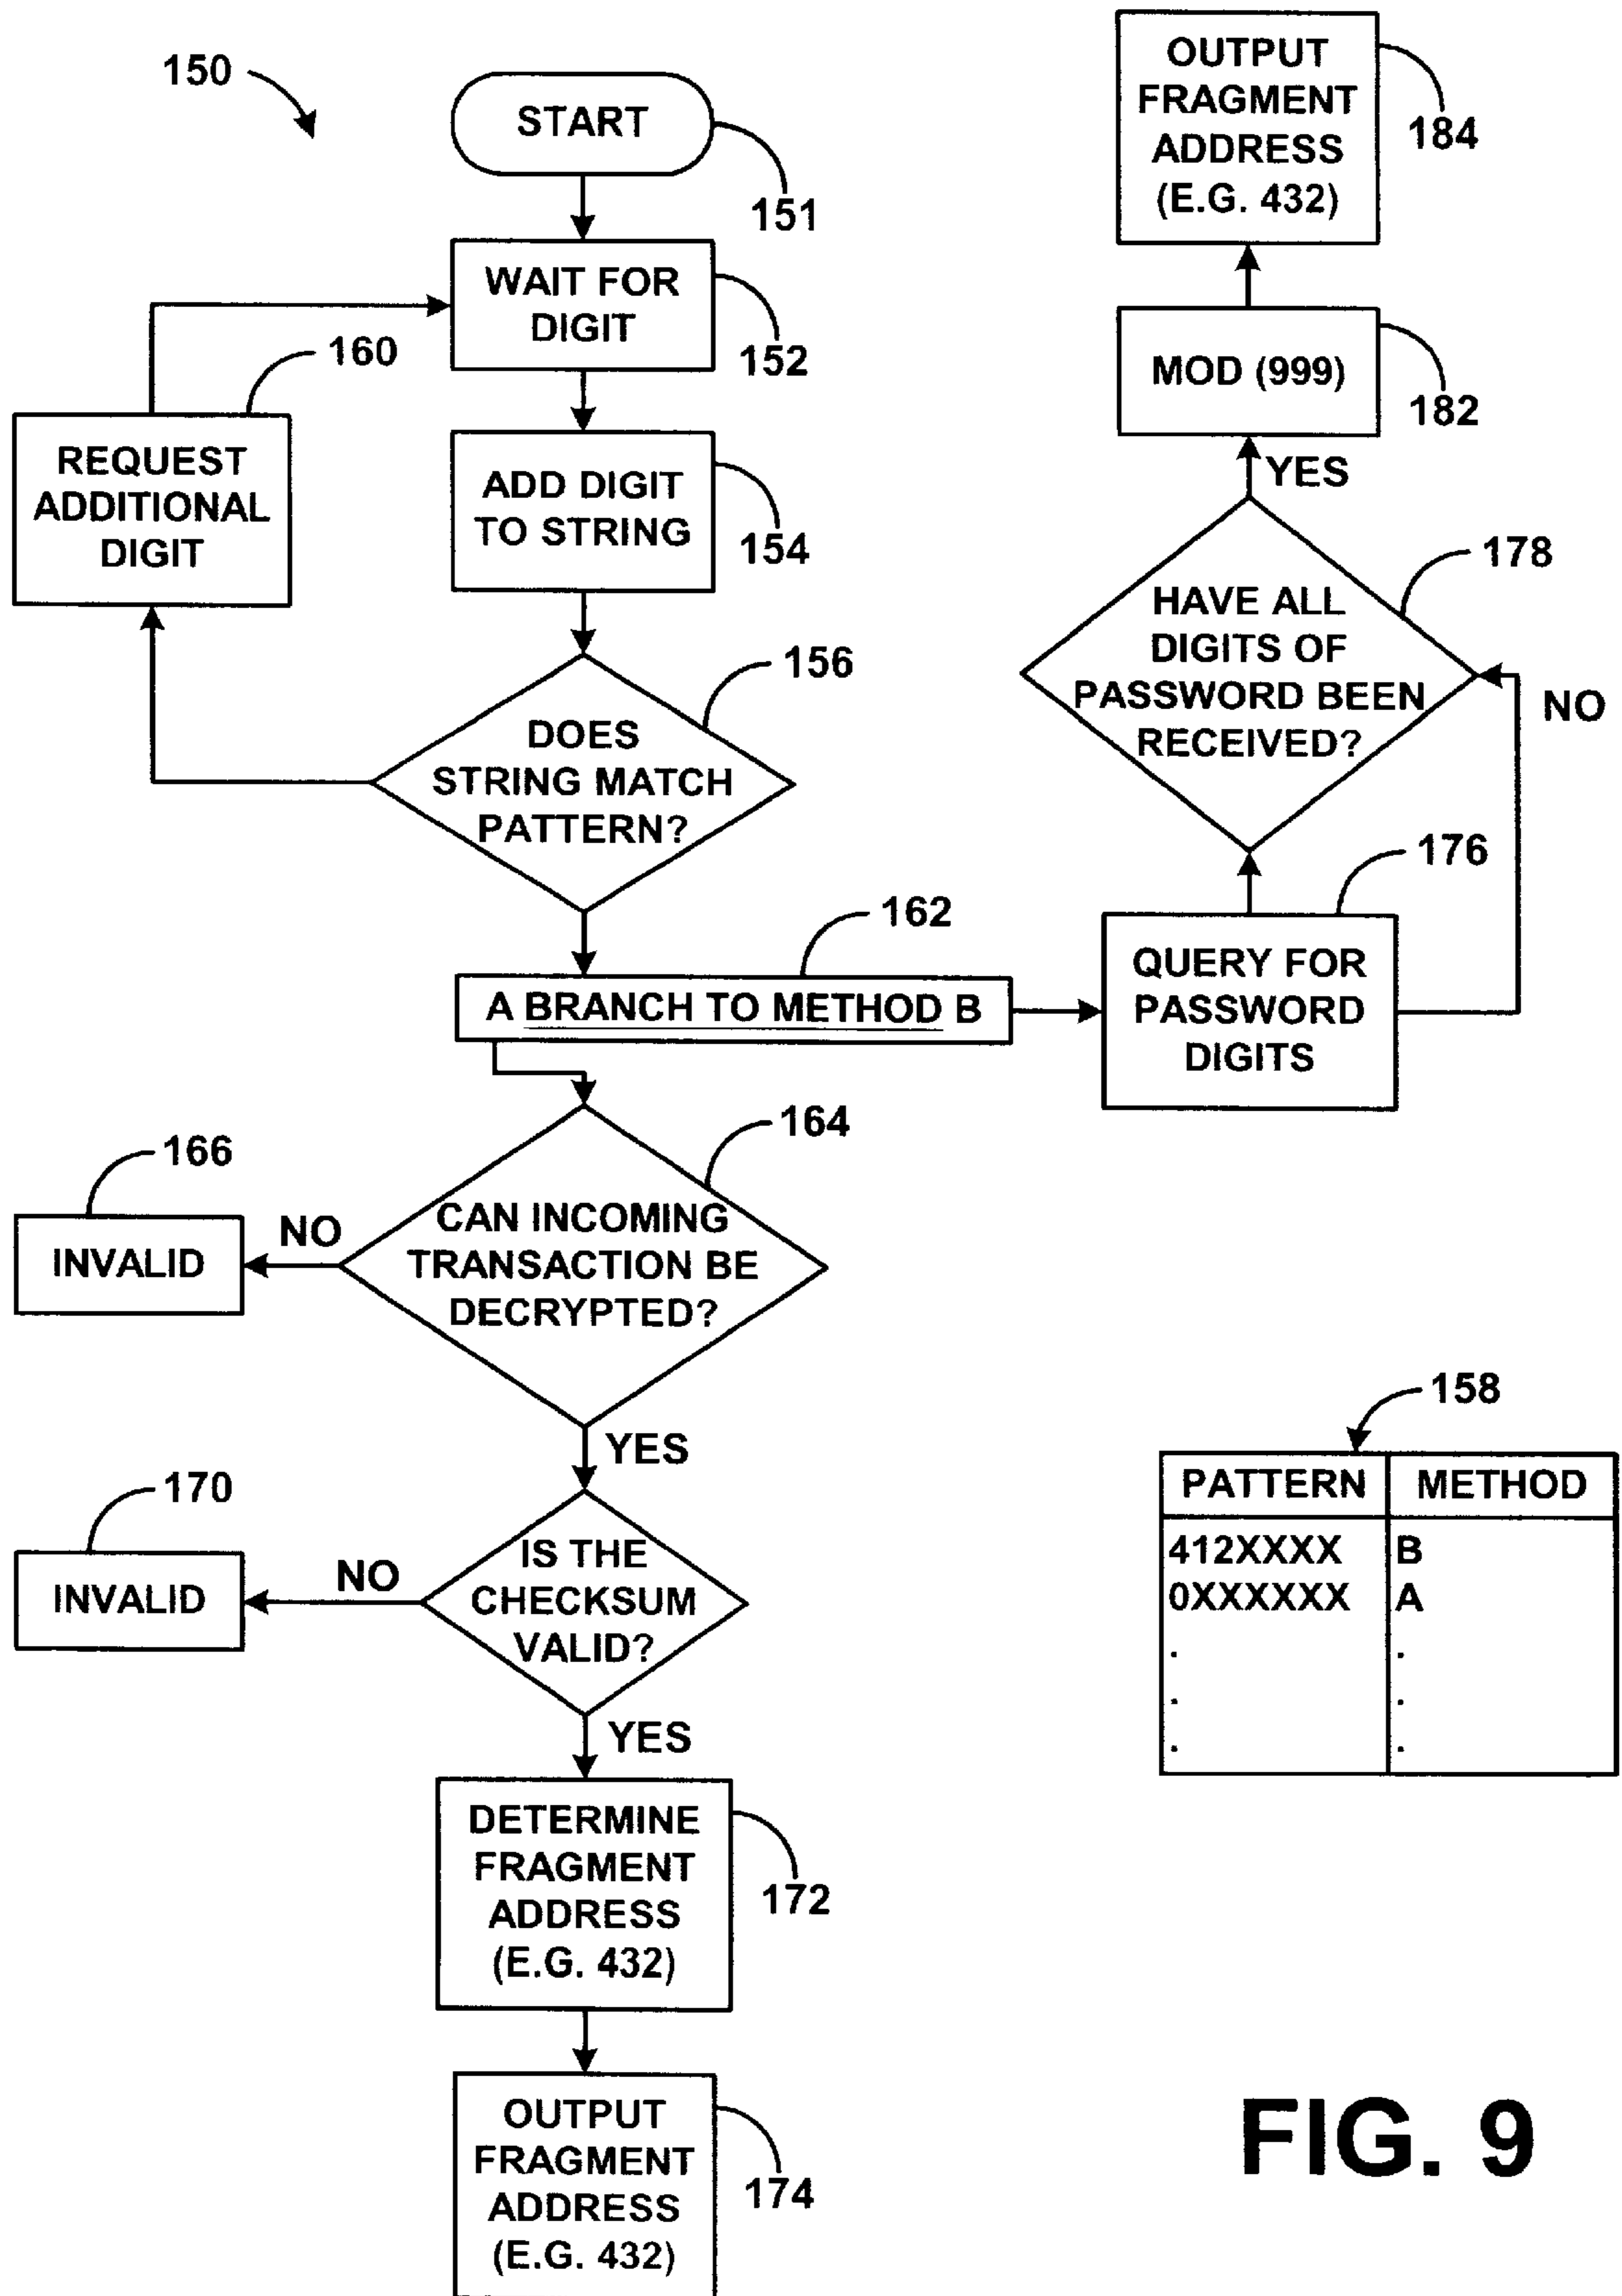 150
START
151
WAIT FOR
DIGIT
152
160
REQUEST
ADDITIONAL
DIGIT
ADD DIGIT
TO STRING
154
156
DOES
STRING MATCH
PATTERN?
162
A BRANCH TO METHOD B
164
CAN INCOMING
TRANSACTION BE
DECRYPTED?
166
NO
INVALID
YES
170
NO
INVALID
IS THE
CHECKSUM
VALID?
YES
DETERMINE
FRAGMENT
ADDRESS
(E.G. 432)
172
OUTPUT
FRAGMENT
ADDRESS
(E.G. 432)
174
OUTPUT
FRAGMENT
ADDRESS
(E.G. 432)
184
MOD (999)
182
YES
178
HAVE ALL
DIGITS OF
PASSWORD BEEN
RECEIVED?
NO
176
QUERY FOR
PASSWORD
DIGITS
158
PATTERN METHOD
412XXXX B
0XXXXXX A
. .
. .
. .
FIG. 9